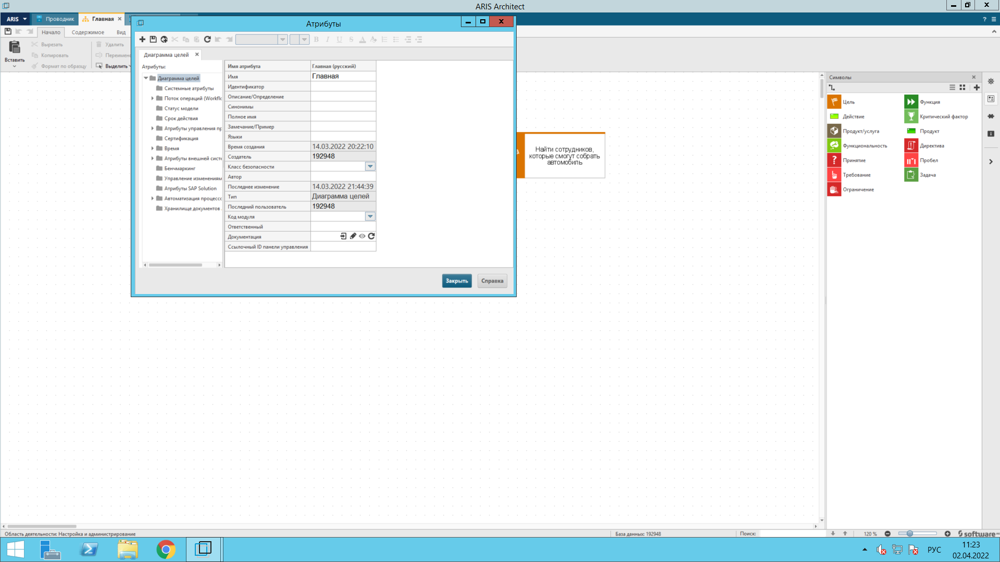 ARIS Architect
ARIS
Проводник
Главная
?
Начало
Содержимое
Вид
Вставить
Вырезать
Копировать
Формат по образцу
Удалить
Переимено
Выделить
Атрибуты
B I U S A
Диаграмма целей
Атрибуты:
Диаграмма целей
Системные атрибуты
Поток операций (Workflo
Статус модели
Срок действия
Атрибуты управления пр
Сертификация
Время
Атрибуты внешней систе
Бенчмаркинг
Управление изменениям
Атрибуты SAP Solution
Автоматизация процессо
Хранилище документов
Имя атрибута Главная (русский)
Имя Главная
Идентификатор
Описание/Определение
Синонимы
Полное имя
Замечание/Пример
Языки
Время создания 14.03.2022 20:22:10
Создатель 192948
Класс безопасности
Автор
Последнее изменение 14.03.2022 21:44:39
Тип Диаграмма целей
Последний пользователь 192948
Код модуля
Ответственный
Документация
Ссылочный ID панели управления
Закрыть
Справка
Найти сотрудников,
которые смогут собрать
автомобиль
Символы
Цель Функция
Действие Критический фактор
Продукт/услуга Продукт
Функциональность Директива
Принятие Пробел
Требование Задача
Ограничение
Область деятельности: Настройка и администрирование
База данных: 192948
Поиск:
120 %
software AG
РУС
11:23
02.04.2022